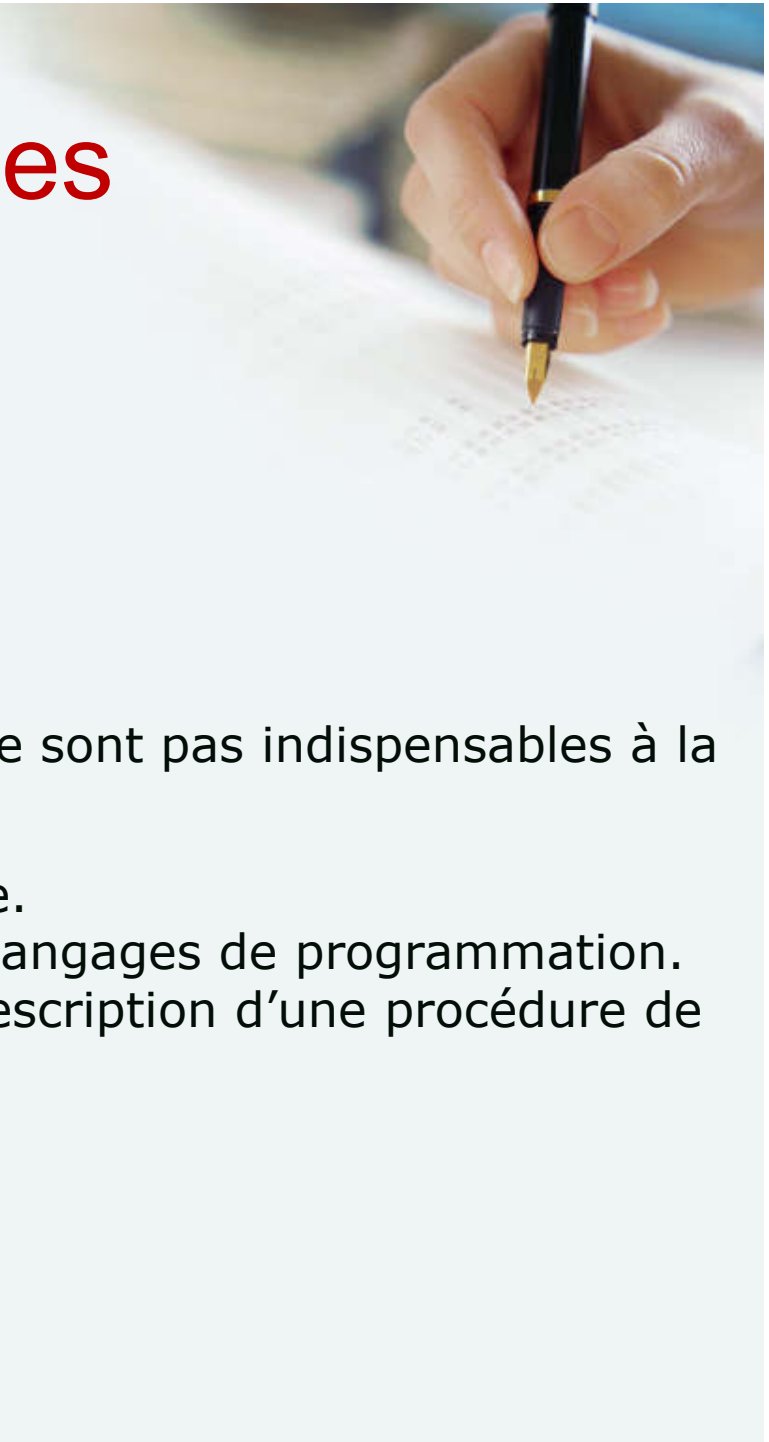 es
e sont pas indispensables à la
e.
angages de programmation.
escription d’une procédure de